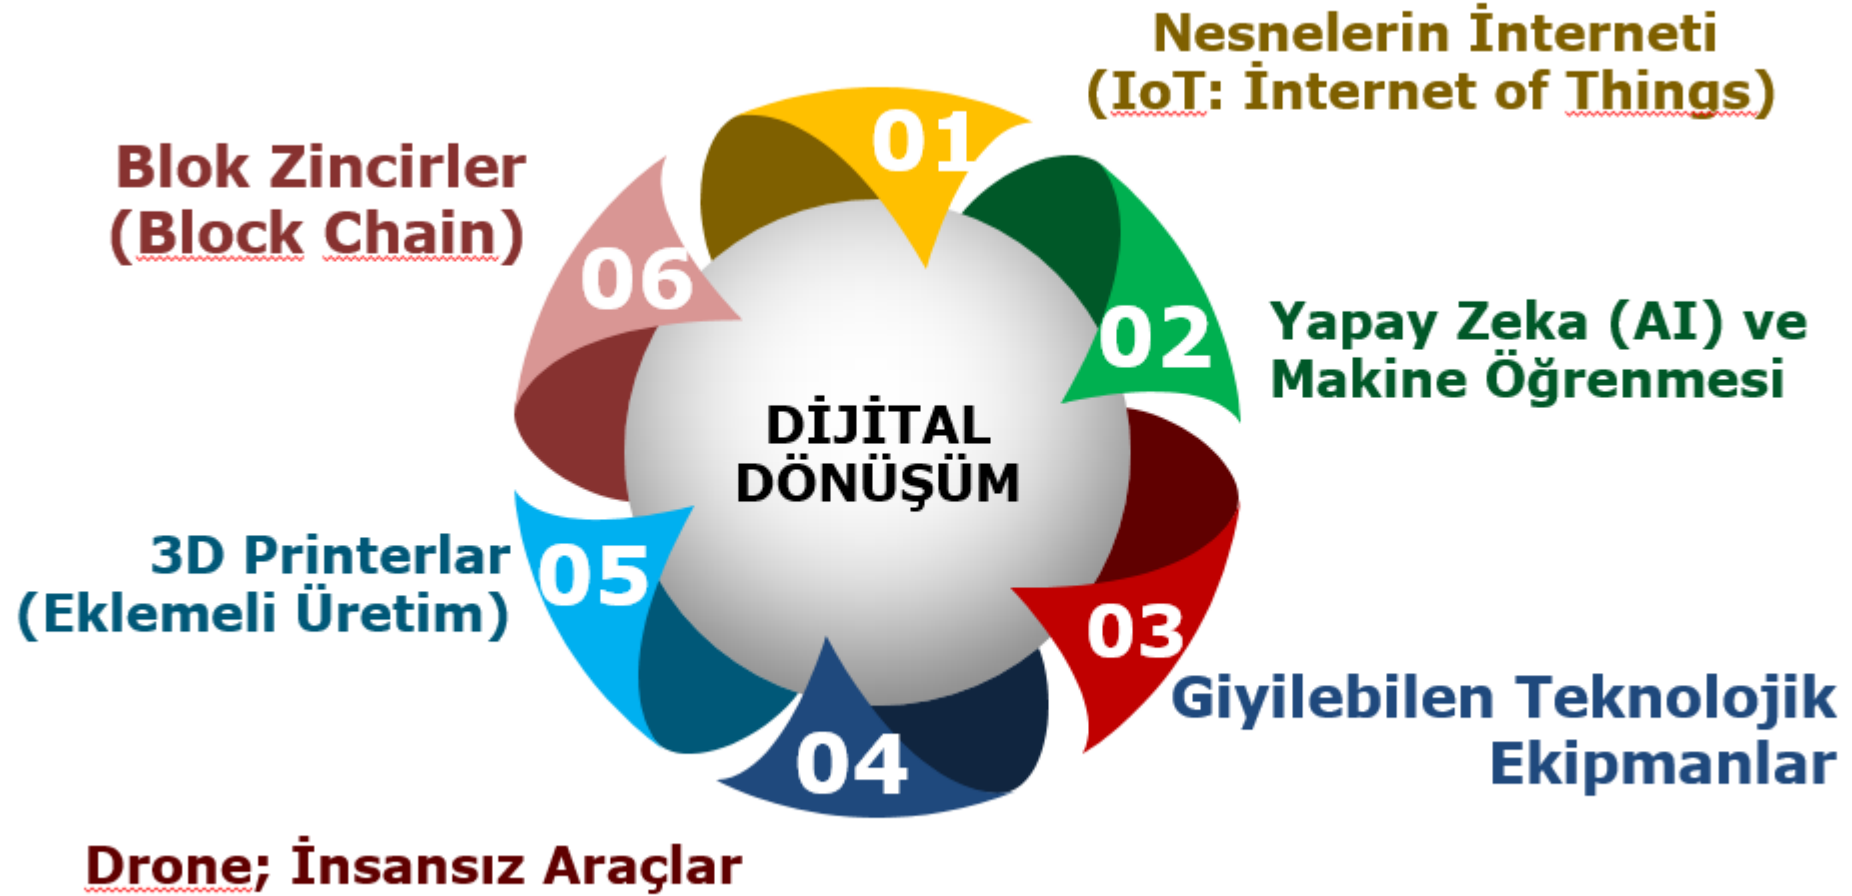 Nesnelerin İnterneti
(IoT: İnternet of Things)
01
Yapay Zeka (AI) ve
Makine Öğrenmesi
02
Giyilebilen Teknolojik
Ekipmanlar
03
Drone; İnsansız Araçlar
04
3D Printerlar
(Eklemeli Üretim)
05
Blok Zincirler
(Block Chain)
06
DİJİTAL
DÖNÜŞÜM